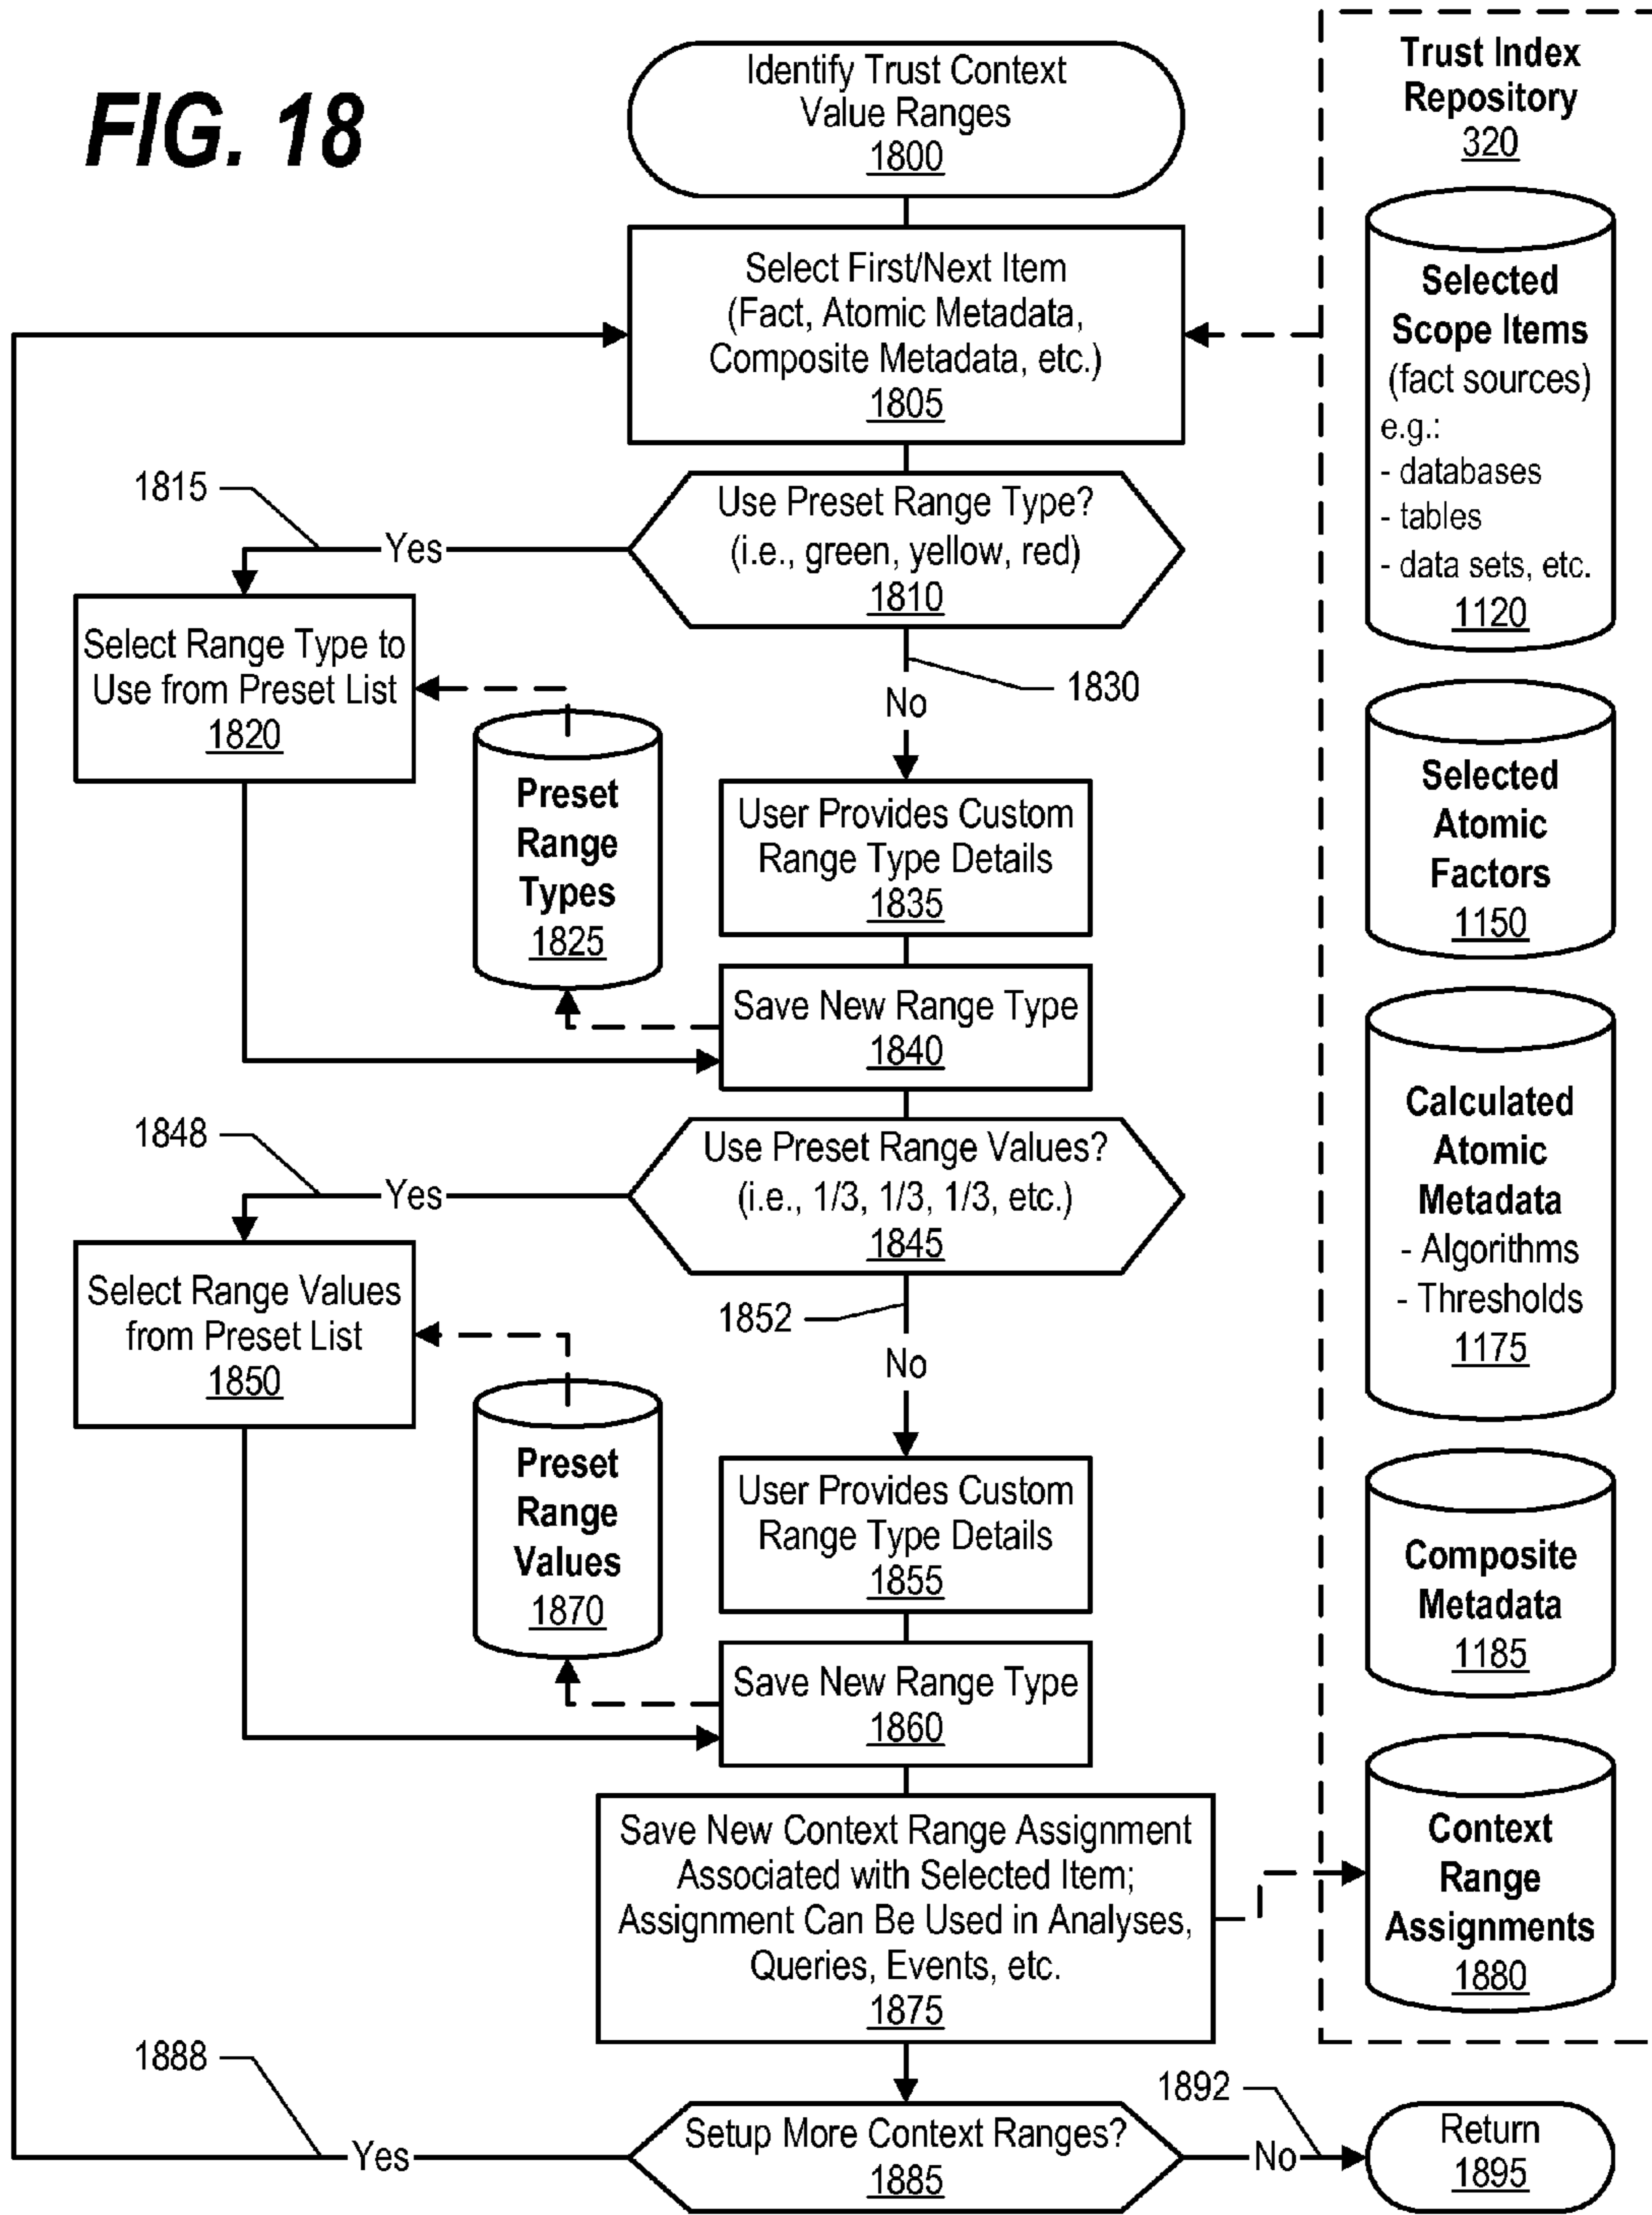 FIG. 18
Identify Trust Context
Value Ranges
1800
Select First/Next Item
(Fact, Atomic Metadata,
Composite Metadata, etc.)
1805
Use Preset Range Type?
(i.e., green, yellow, red)
1810
1815
Yes
Select Range Type to
Use from Preset List
1820
Preset
Range
Types
1825
1830
No
User Provides Custom
Range Type Details
1835
Save New Range Type
1840
Use Preset Range Values?
(i.e., 1/3, 1/3, 1/3, etc.)
1845
1848
Yes
Select Range Values
from Preset List
1850
Preset
Range
Values
1870
1852
No
User Provides Custom
Range Type Details
1855
Save New Range Type
1860
Save New Context Range Assignment
Associated with Selected Item;
Assignment Can Be Used in Analyses,
Queries, Events, etc.
1875
Setup More Context Ranges?
1885
1888
Yes
1892
No
Return
1895
Trust Index
Repository
320
Selected
Scope Items
(fact sources)
e.g.:
- databases
- tables
- data sets, etc.
1120
Selected
Atomic
Factors
1150
Calculated
Atomic
Metadata
- Algorithms
- Thresholds
1175
Composite
Metadata
1185
Context
Range
Assignments
1880